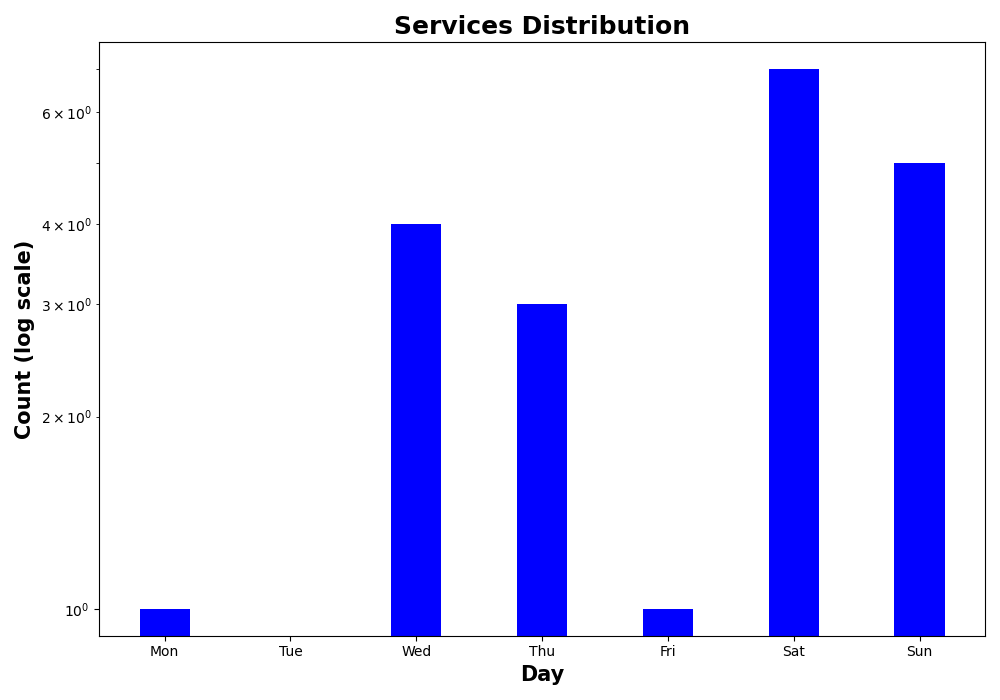 Services Distribution
Count (log scale)
6 × 10⁰
4 × 10⁰
3 × 10⁰
2 × 10⁰
10⁰
Mon Tue Wed Thu Fri Sat Sun
Day